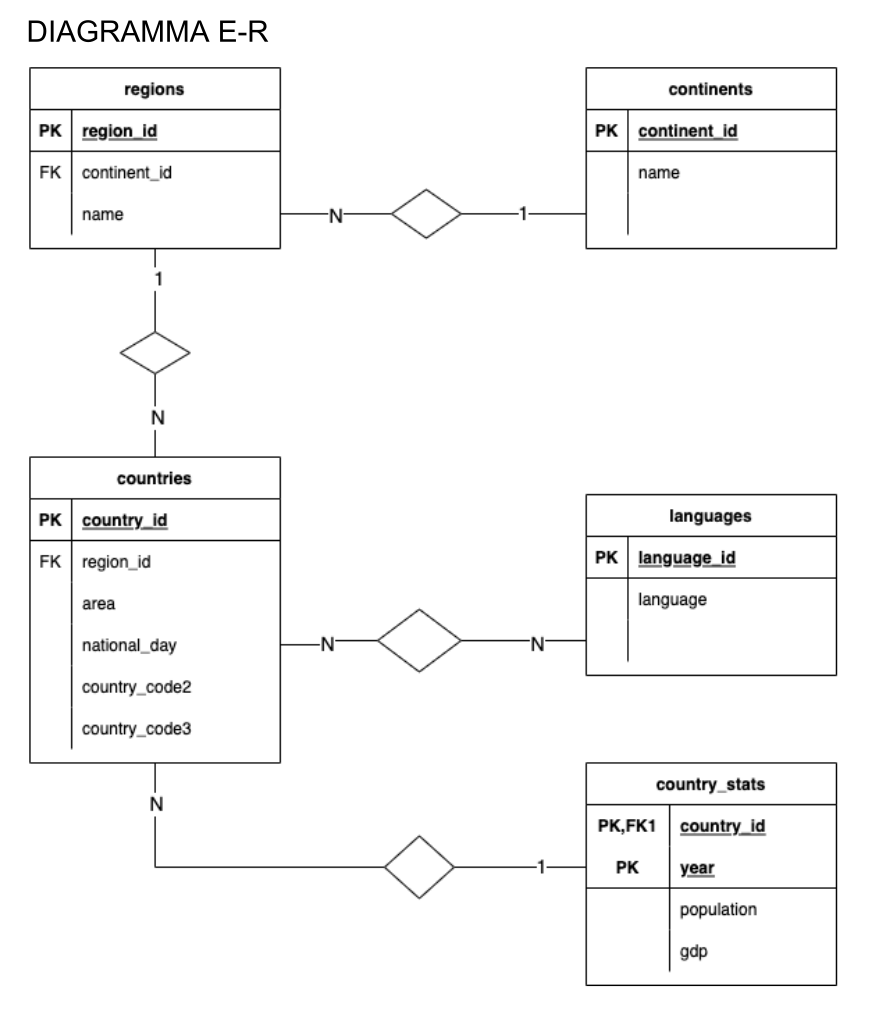 DIAGRAMMA E-R
regions
PK region_id
FK continent_id
name
continents
PK continent_id
name
N
1
1
N
countries
PK country_id
FK region_id
area
national_day
country_code2
country_code3
languages
PK language_id
language
N
N
N
1
country_stats
PK,FK1 country_id
PK year
population
gdp